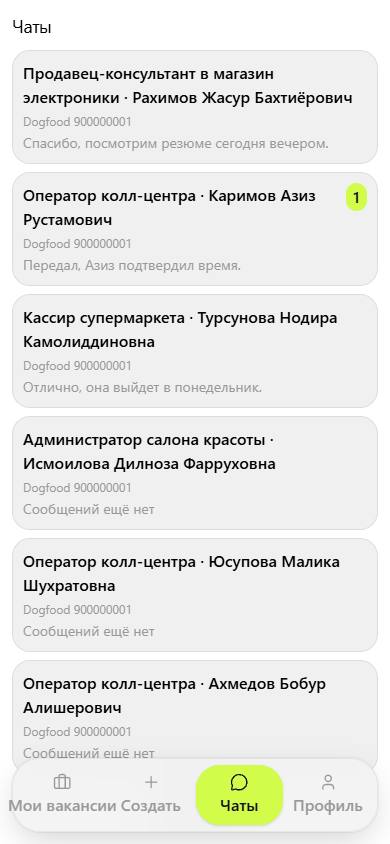 Чаты
Продавец-консультант в магазин
электроники · Рахимов Жасур Бахтиёрович
Dogfood 900000001
Спасибо, посмотрим резюме сегодня вечером.
Оператор колл-центра · Каримов Азиз
Рустамович
1
Dogfood 900000001
Передал, Азиз подтвердил время.
Кассир супермаркета · Турсунова Нодира
Камолиддиновна
Dogfood 900000001
Отлично, она выйдет в понедельник.
Администратор салона красоты ·
Исмоилова Дилноза Фарруховна
Dogfood 900000001
Сообщений ещё нет
Оператор колл-центра · Юсупова Малика
Шухратовна
Dogfood 900000001
Сообщений ещё нет
Оператор колл-центра · Ахмедов Бобур
Алишерович
Dogfood 900000001
Сообщений ещё нет
Мои вакансии Создать Чаты Профиль